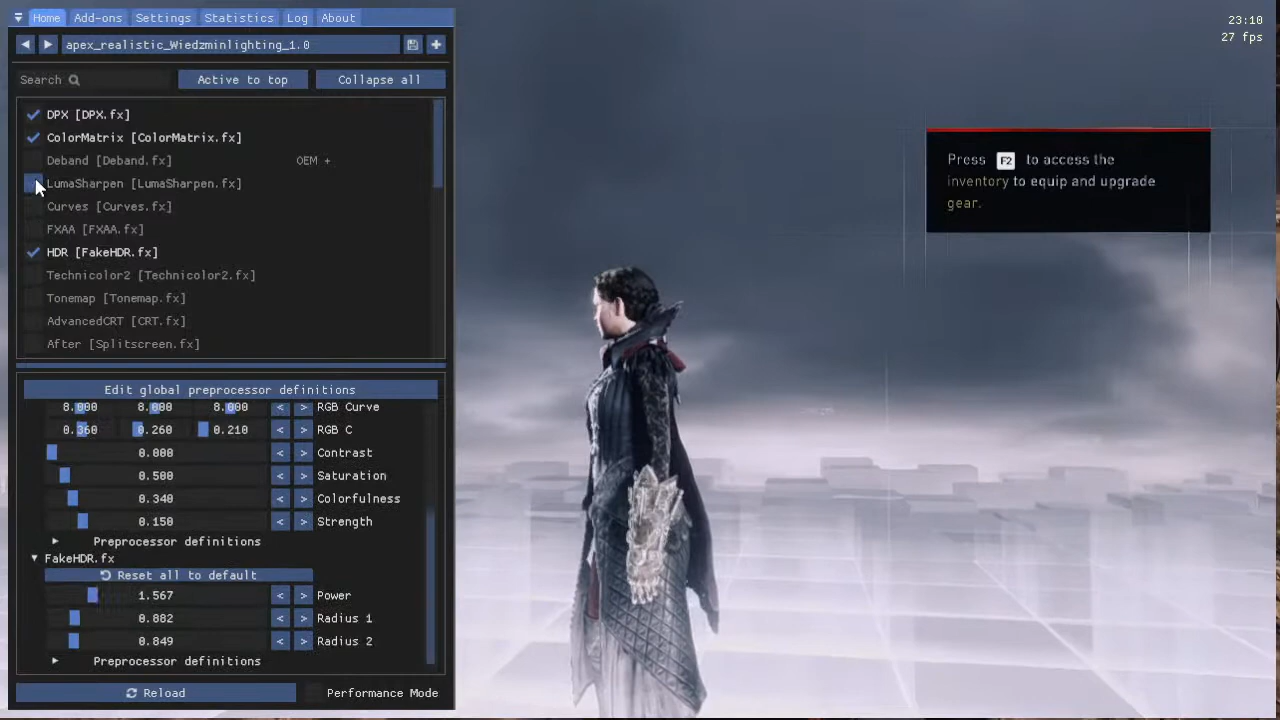 Home Add-ons Settings Statistics Log About
23:10
27 fps
apex_realistic_Wiedzminlighting_1.0
Search Active to top Collapse all
DPX [DPX.fx]
ColorMatrix [ColorMatrix.fx]
Deband [Deband.fx] OEM +
LumaSharpen [LumaSharpen.fx]
Curves [Curves.fx]
FXAA [FXAA.fx]
HDR [FakeHDR.fx]
Technicolor2 [Technicolor2.fx]
Tonemap [Tonemap.fx]
AdvancedCRT [CRT.fx]
After [Splitscreen.fx]
Press F2 to access the
inventory to equip and upgrade
gear.
Edit global preprocessor definitions
8.000 8.000 8.000 < > RGB Curve
0.360 0.260 0.210 < > RGB C
0.000 < > Contrast
0.500 < > Saturation
0.340 < > Colorfulness
0.150 < > Strength
Preprocessor definitions
FakeHDR.fx
Reset all to default
1.567 < > Power
0.882 < > Radius 1
0.849 < > Radius 2
Preprocessor definitions
Reload Performance Mode